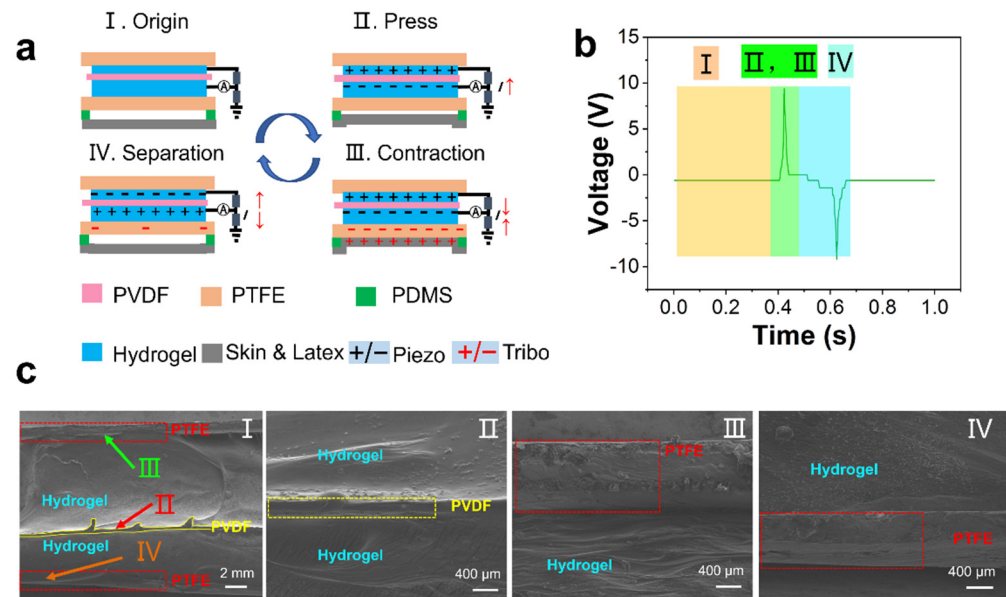 a
Ⅰ. Origin
Ⅱ. Press
+ + + + + + + +
- - - - - - - -
A
A
I ↑
Ⅳ. Separation
Ⅲ. Contraction
- - - - - - - -
+ + + + + + + +
- - -
A
I
+ + + + + + + +
- - - - - - - -
- - - - - - - -
+ + + + + + + +
A
I
PVDF
PTFE
PDMS
Hydrogel
Skin & Latex
+/− Piezo
+/− Tribo
b
Ⅰ
Ⅱ, Ⅲ
Ⅳ
15
10
5
0
-5
-10
Voltage (V)
0.0 0.2 0.4 0.6 0.8 1.0
Time (s)
c
Ⅰ
PTFE
Ⅲ
Hydrogel
Ⅱ
PVDF
Hydrogel
Ⅳ
PTFE
2 mm
Ⅱ
Hydrogel
PVDF
Hydrogel
400 μm
Ⅲ
PTFE
Hydrogel
400 μm
Ⅳ
Hydrogel
PTFE
400 μm